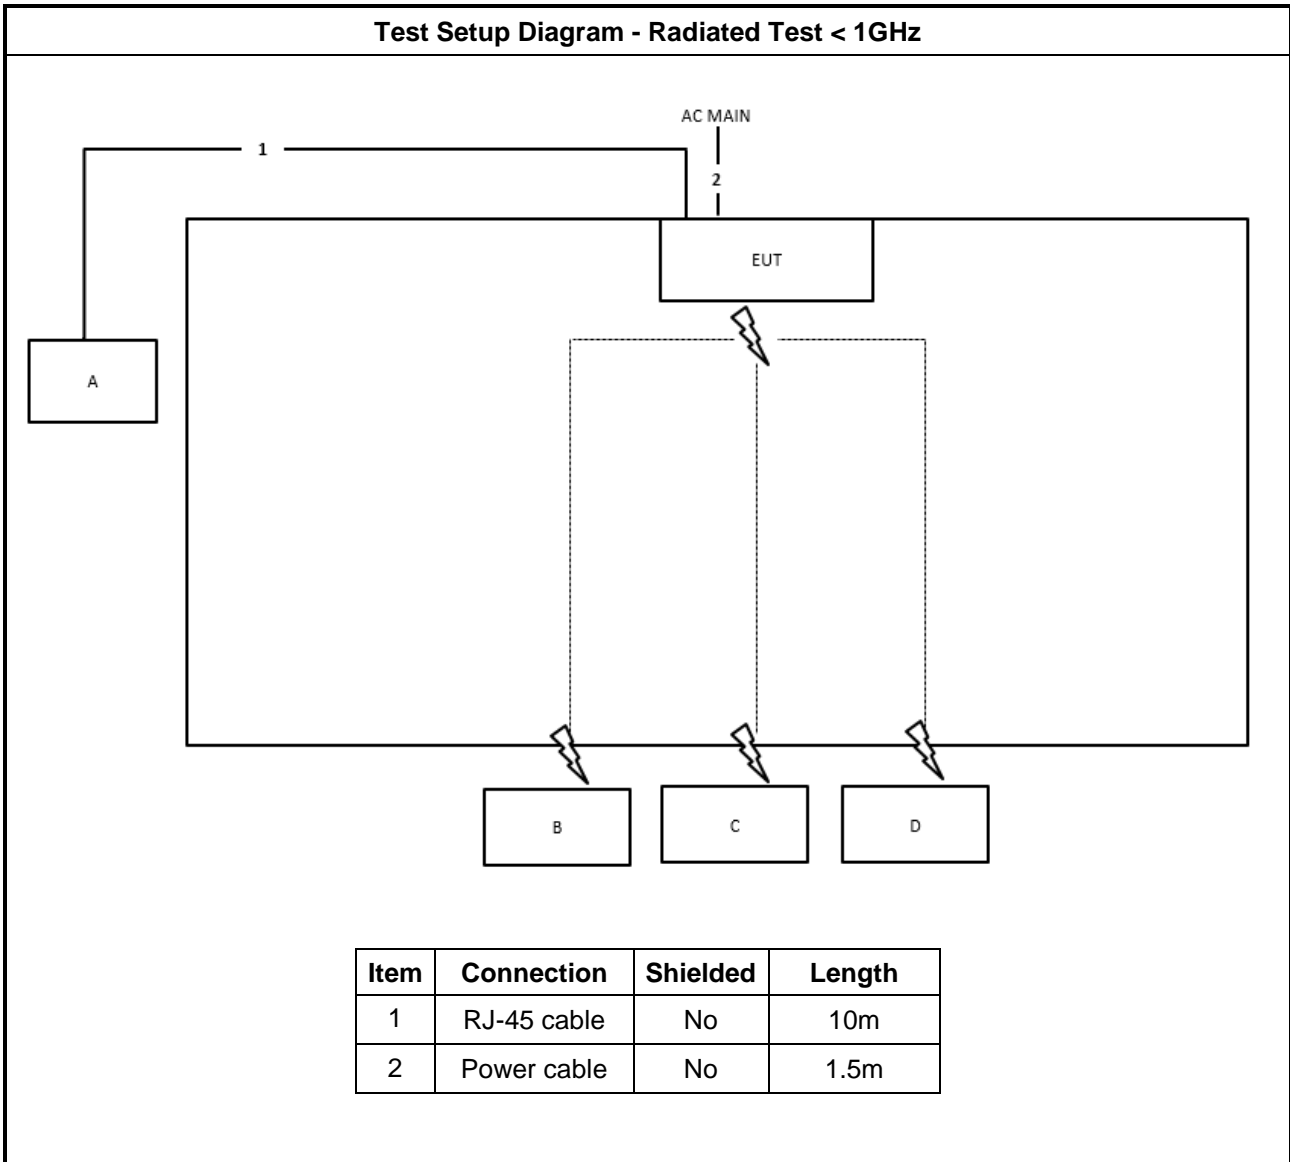 Test Setup Diagram - Radiated Test < 1GHz
AC MAIN
1
2
EUT
A
B
C
D
Item Connection Shielded Length
1 RJ-45 cable No 10m
2 Power cable No 1.5m